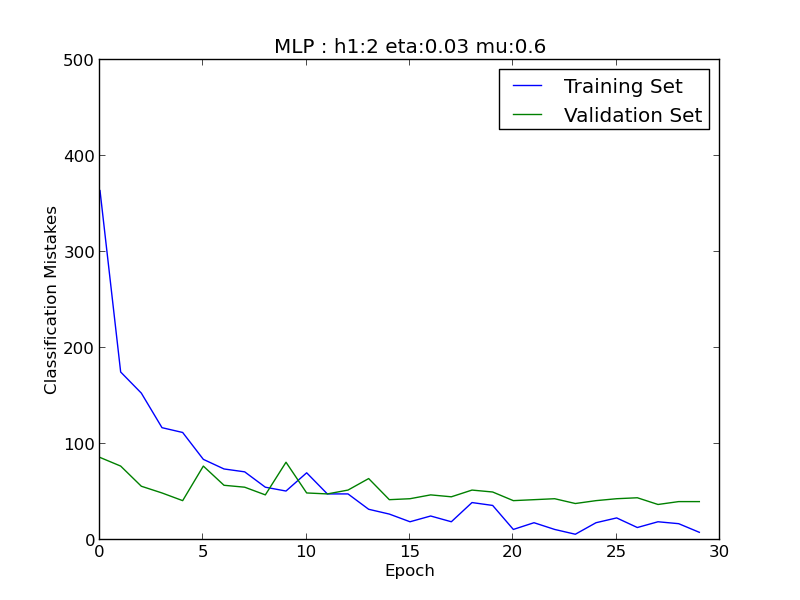 MLP : h1:2 eta:0.03 mu:0.6
Training Set
Validation Set
Classification Mistakes
500
400
300
200
100
0
0 5 10 15 20 25 30
Epoch